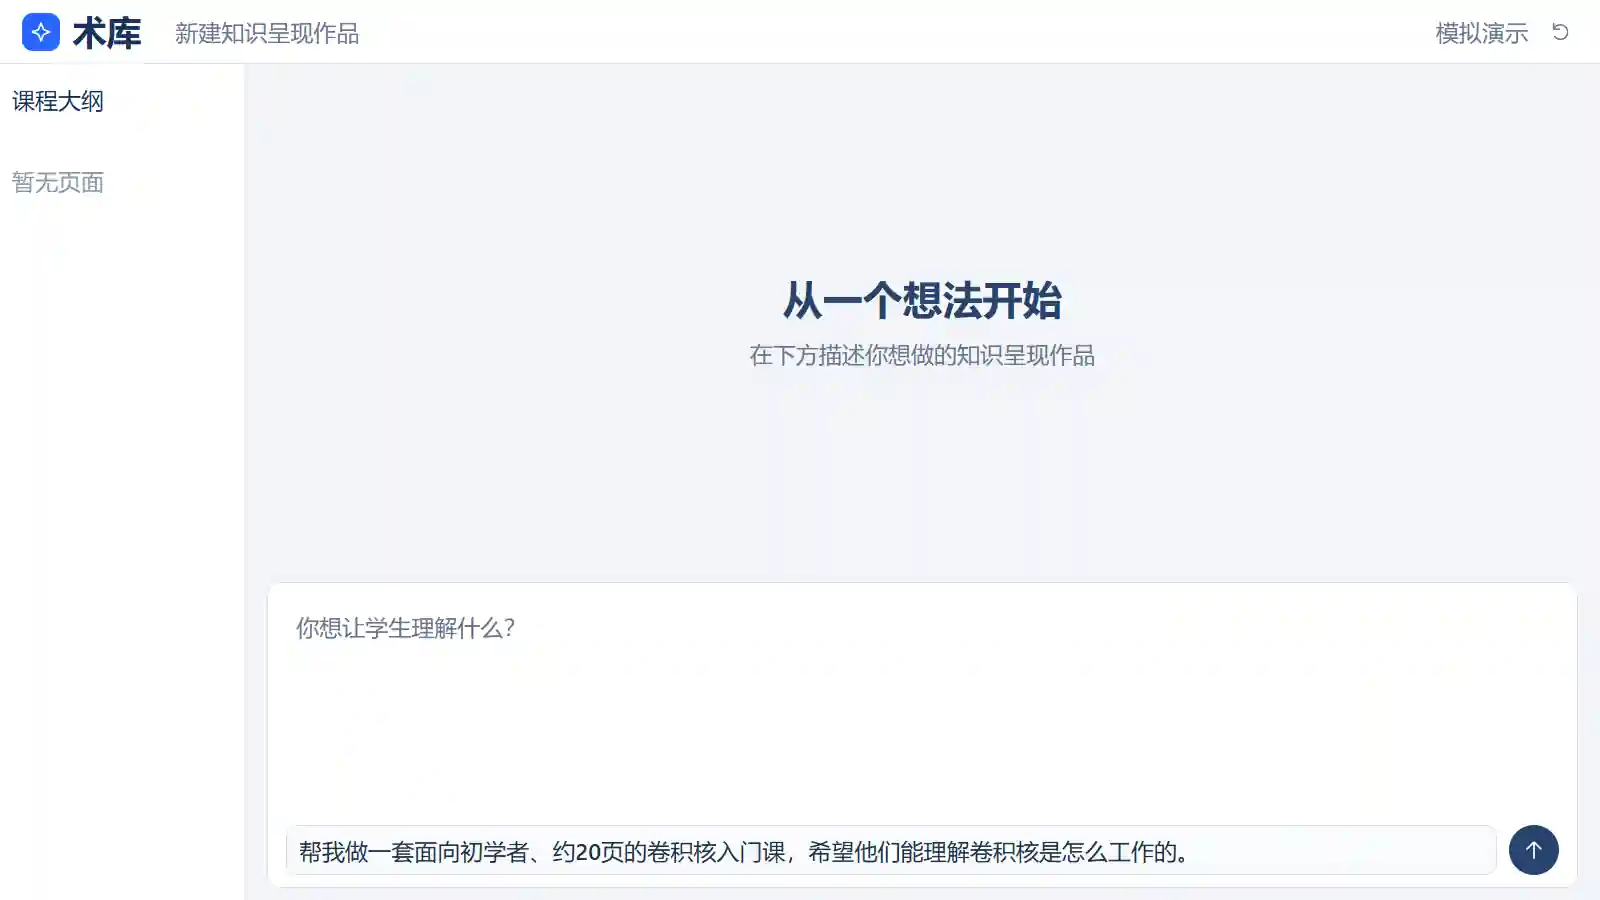 术库 新建知识呈现作品 模拟演示
课程大纲
暂无页面
从一个想法开始
在下方描述你想做的知识呈现作品
你想让学生理解什么？
帮我做一套面向初学者、约20页的卷积核入门课，希望他们能理解卷积核是怎么工作的。